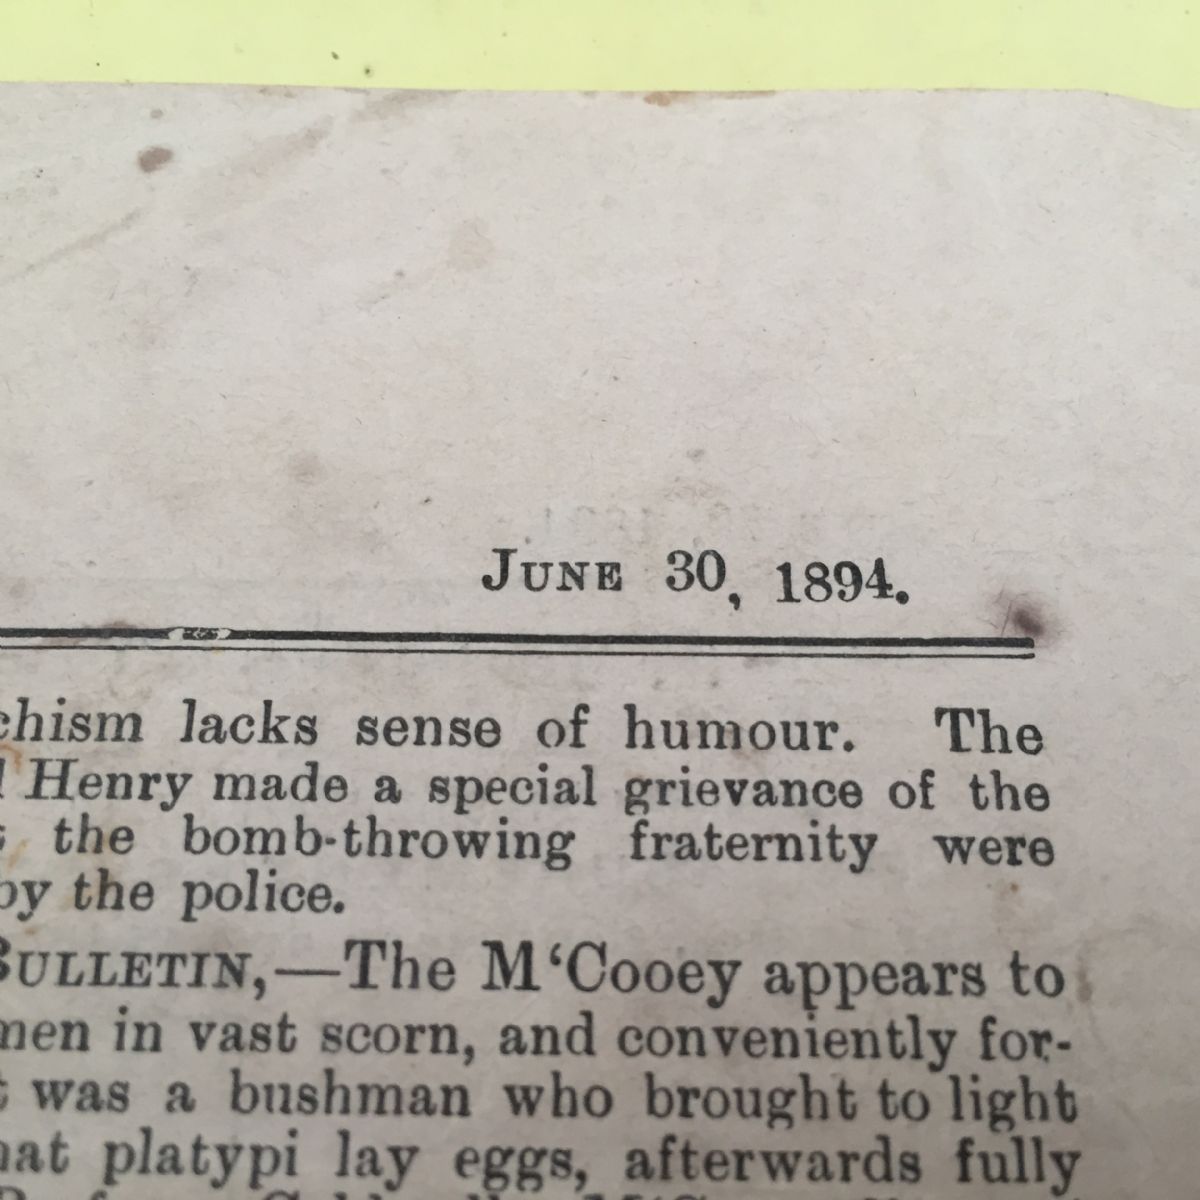 JUNE 30, 1894.
chism lacks sense of humour. The
Henry made a special grievance of the
the bomb-throwing fraternity were
by the police.
BULLETIN,—The M‘Cooey appears to
men in vast scorn, and conveniently for-
was a bushman who brought to light
hat platypi lay eggs, afterwards fully